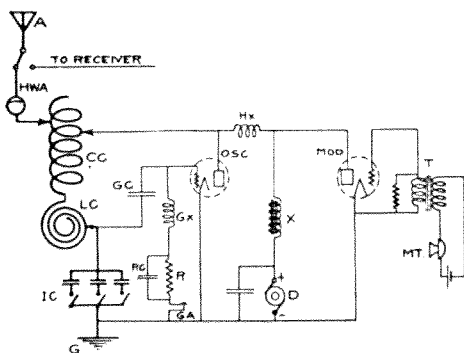 A
TO RECEIVER
HWA
Hx
OSC
MOD
T
CC
LC
GC
Gx
X
MT
RC
R
+
D
IC
GA
-
G